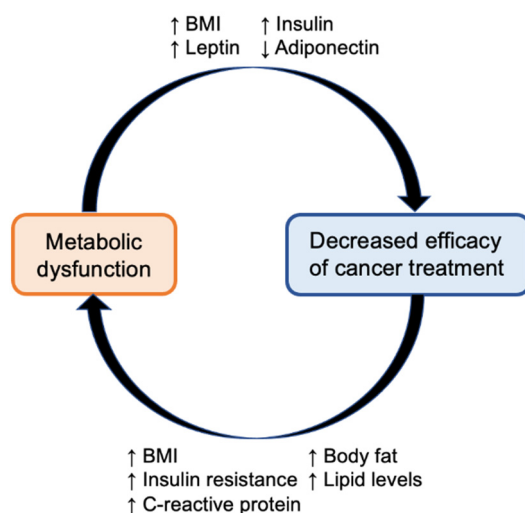 ↑ BMI ↑ Insulin
↑ Leptin ↓ Adiponectin
Metabolic
dysfunction
Decreased efficacy
of cancer treatment
↑ BMI ↑ Body fat
↑ Insulin resistance ↑ Lipid levels
↑ C-reactive protein